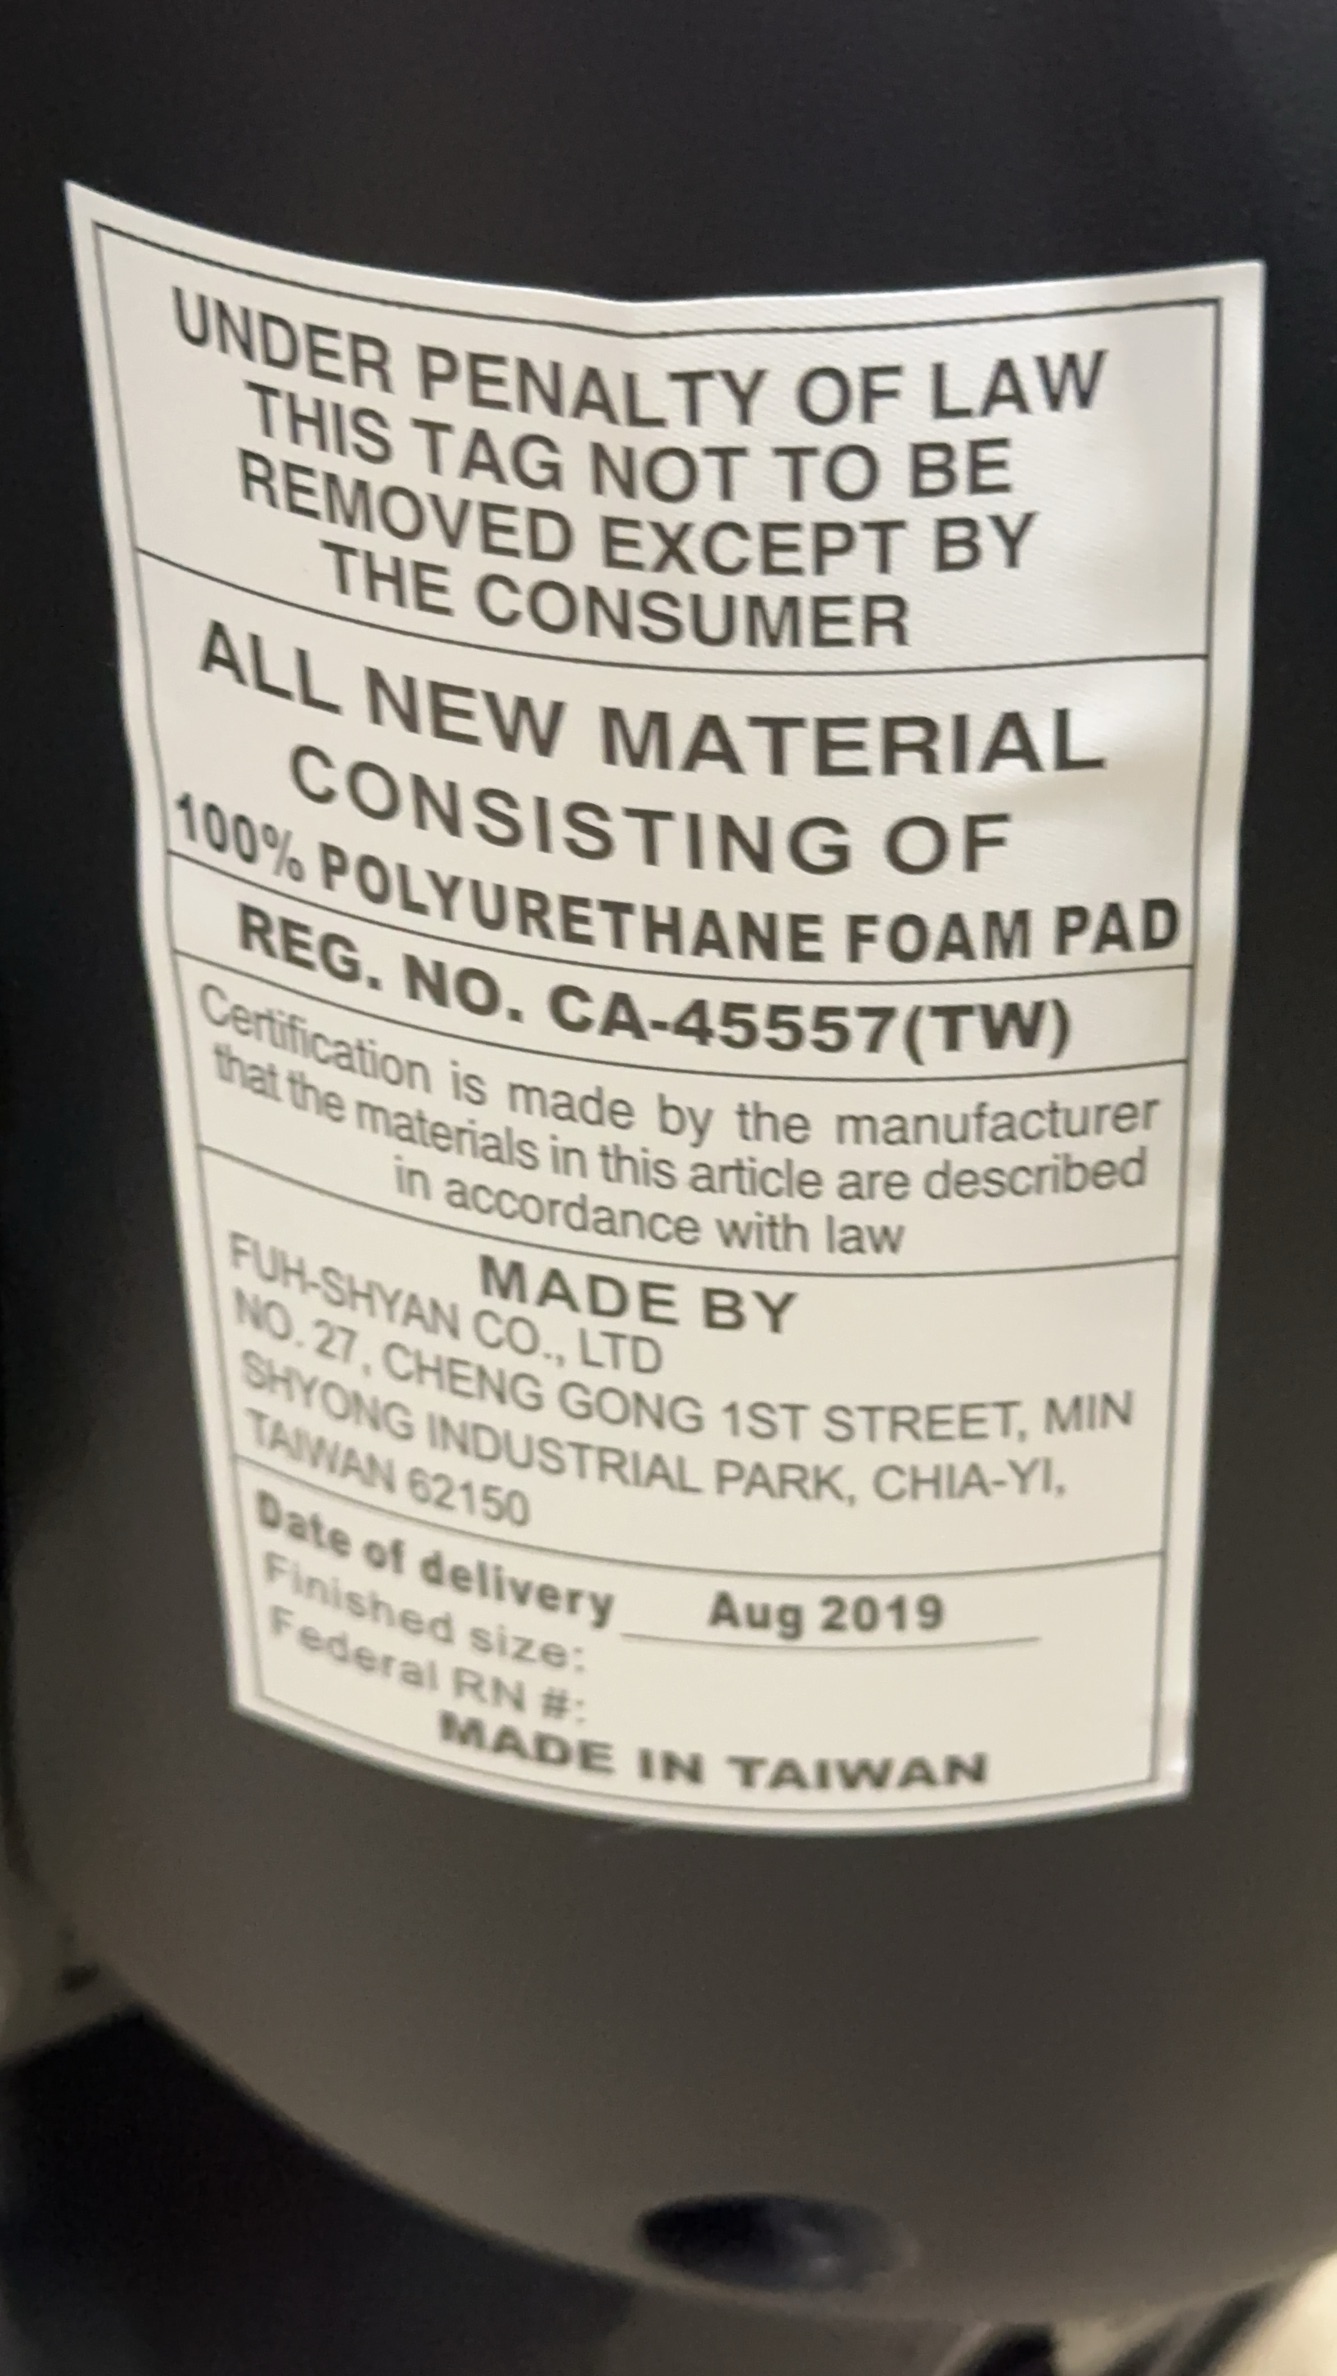 UNDER PENALTY OF LAW
THIS TAG NOT TO BE
REMOVED EXCEPT BY
THE CONSUMER
ALL NEW MATERIAL
CONSISTING OF
100% POLYURETHANE FOAM PAD
REG. NO. CA-45557(TW)
Certification is made by the manufacturer
that the materials in this article are described
in accordance with law
MADE BY
FUH-SHYAN CO., LTD
NO. 27, CHENG GONG 1ST STREET, MIN
SHYONG INDUSTRIAL PARK, CHIA-YI,
TAIWAN 62150
Date of delivery Aug 2019
Finished size:
Federal RN #:
MADE IN TAIWAN